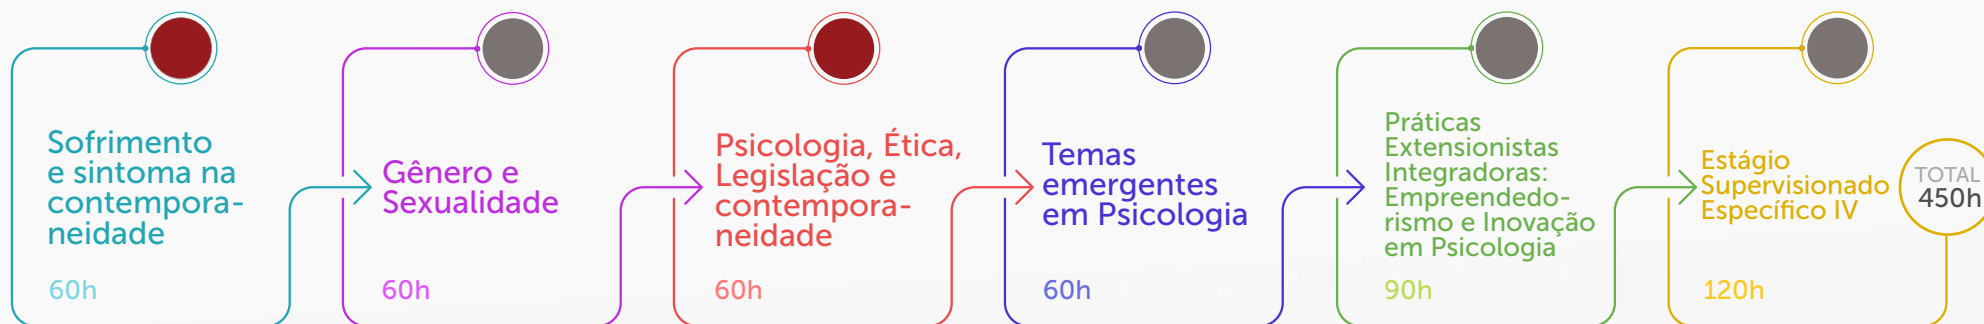 Sofrimento
e sintoma na
contempora-
neidade
60h
Gênero e
Sexualidade
60h
Psicologia, Ética,
Legislação e
contempora-
neidade
60h
Temas
emergentes
em Psicologia
60h
Práticas
Extensionistas
Integradoras:
Empreendedo-
rismo e Inovação
em Psicologia
90h
Estágio
Supervisionado
Específico IV
120h
TOTAL
450h